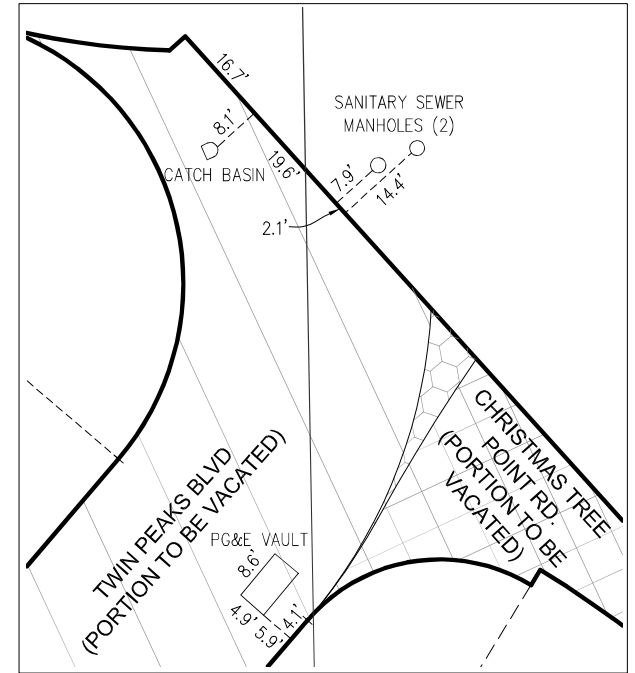 16.7'
SANITARY SEWER
MANHOLES (2)
8.1'
CATCH BASIN
19.6'
7.9'
14.4'
2.1'
CHRISTMAS TREE
POINT RD.
(PORTION TO BE
VACATED)
TWIN PEAKS BLVD
(PORTION TO BE VACATED)
PG&E VAULT
8.6'
4.9'
5.9'
4.1'